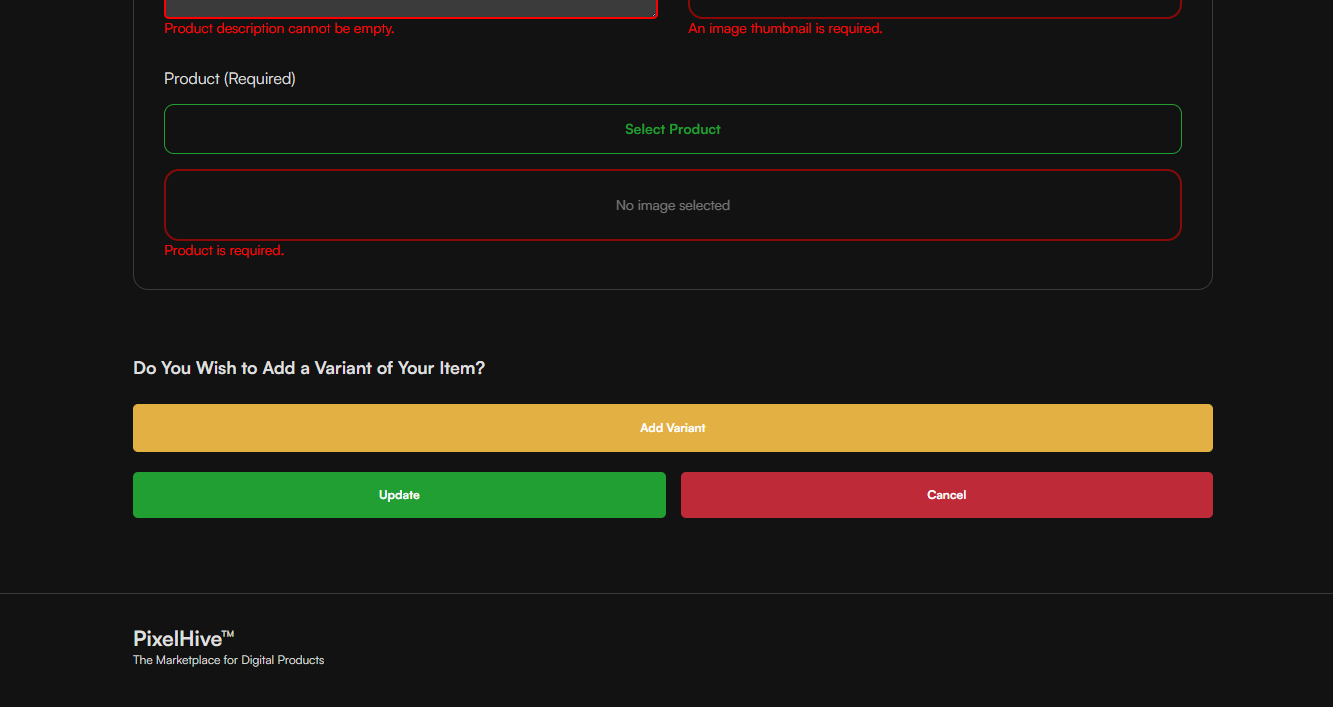 Product description cannot be empty.
An image thumbnail is required.
Product (Required)
Select Product
No image selected
Product is required.
Do You Wish to Add a Variant of Your Item?
Add Variant
Update
Cancel
PixelHive™
The Marketplace for Digital Products